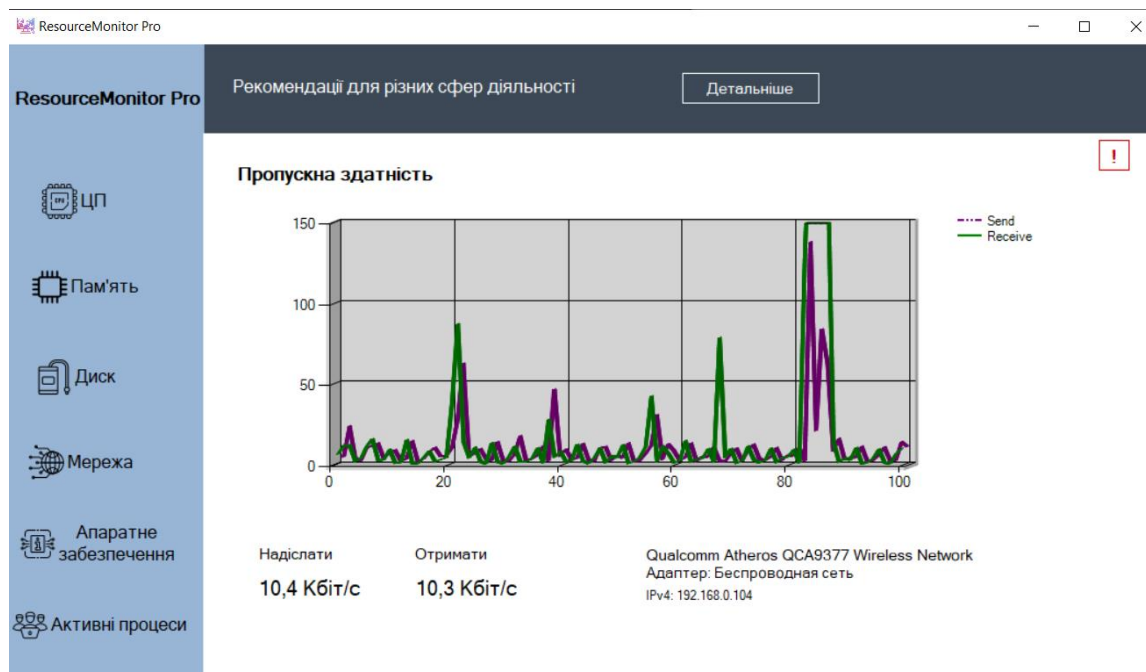 ResourceMonitor Pro
ResourceMonitor Pro
Рекомендації для різних сфер діяльності
Детальніше
ЦП
Пам'ять
Диск
Мережа
Апаратне
забезпечення
Активні процеси
!
Пропускна здатність
150
100
50
0
0 20 40 60 80 100
Send
Receive
Надіслати
10,4 Кбіт/с
Отримати
10,3 Кбіт/с
Qualcomm Atheros QCA9377 Wireless Network
Адаптер: Беспроводная сеть
IPv4: 192.168.0.104